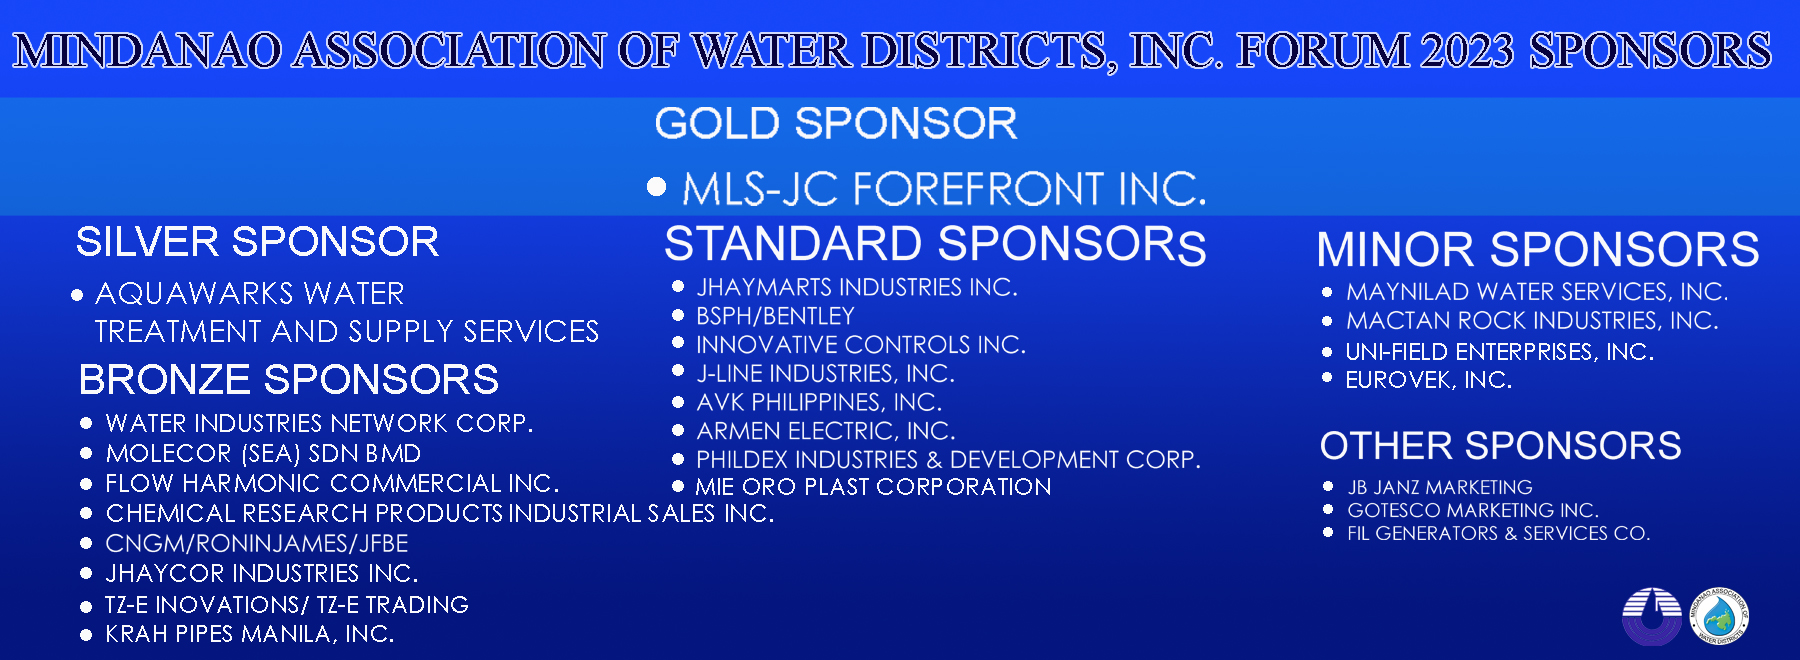 MINDANAO ASSOCIATION OF WATER DISTRICTS, INC. FORUM 2023 SPONSORS
GOLD SPONSOR
• MLS-JC FOREFRONT INC.
SILVER SPONSOR
• AQUAWARKS WATER
TREATMENT AND SUPPLY SERVICES
BRONZE SPONSORS
• WATER INDUSTRIES NETWORK CORP.
• MOLECOR (SEA) SDN BMD
• FLOW HARMONIC COMMERCIAL INC.
• CHEMICAL RESEARCH PRODUCTS INDUSTRIAL SALES INC.
• CNGM/RONINJAMES/JFBE
• JHAYCOR INDUSTRIES INC.
• TZ-E INOVATIONS/ TZ-E TRADING
• KRAH PIPES MANILA, INC.
STANDARD SPONSORS
• JHAYMARTS INDUSTRIES INC.
• BSPH/BENTLEY
• INNOVATIVE CONTROLS INC.
• J-LINE INDUSTRIES, INC.
• AVK PHILIPPINES, INC.
• ARMEN ELECTRIC, INC.
• PHILDEX INDUSTRIES & DEVELOPMENT CORP.
• MIE ORO PLAST CORPORATION
MINOR SPONSORS
• MAYNILAD WATER SERVICES, INC.
• MACTAN ROCK INDUSTRIES, INC.
• UNI-FIELD ENTERPRISES, INC.
• EUROVEK, INC.
OTHER SPONSORS
• JB JANZ MARKETING
• GOTESCO MARKETING INC.
• FIL GENERATORS & SERVICES CO.
MINDANAO ASSOCIATION OF
WATER DISTRICTS